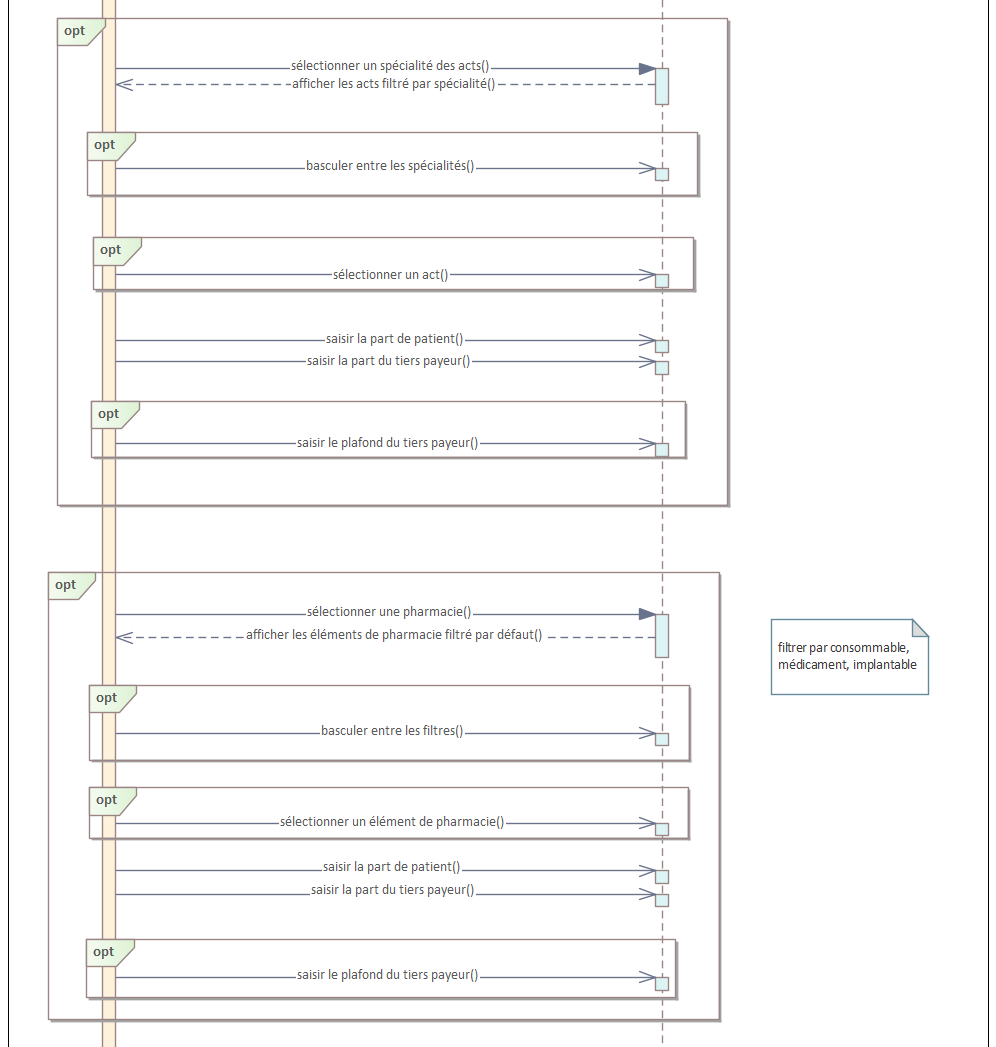 opt
sélectionner un spécialité des acts()
afficher les acts filtré par spécialité()
opt
basculer entre les spécialités()
opt
sélectionner un act()
saisir la part de patient()
saisir la part du tiers payeur()
opt
saisir le plafond du tiers payeur()
opt
sélectionner une pharmacie()
afficher les éléments de pharmacie filtré par défaut()
filtrer par consommable,
médicament, implantable
opt
basculer entre les filtres()
opt
sélectionner un élément de pharmacie()
saisir la part de patient()
saisir la part du tiers payeur()
opt
saisir le plafond du tiers payeur()